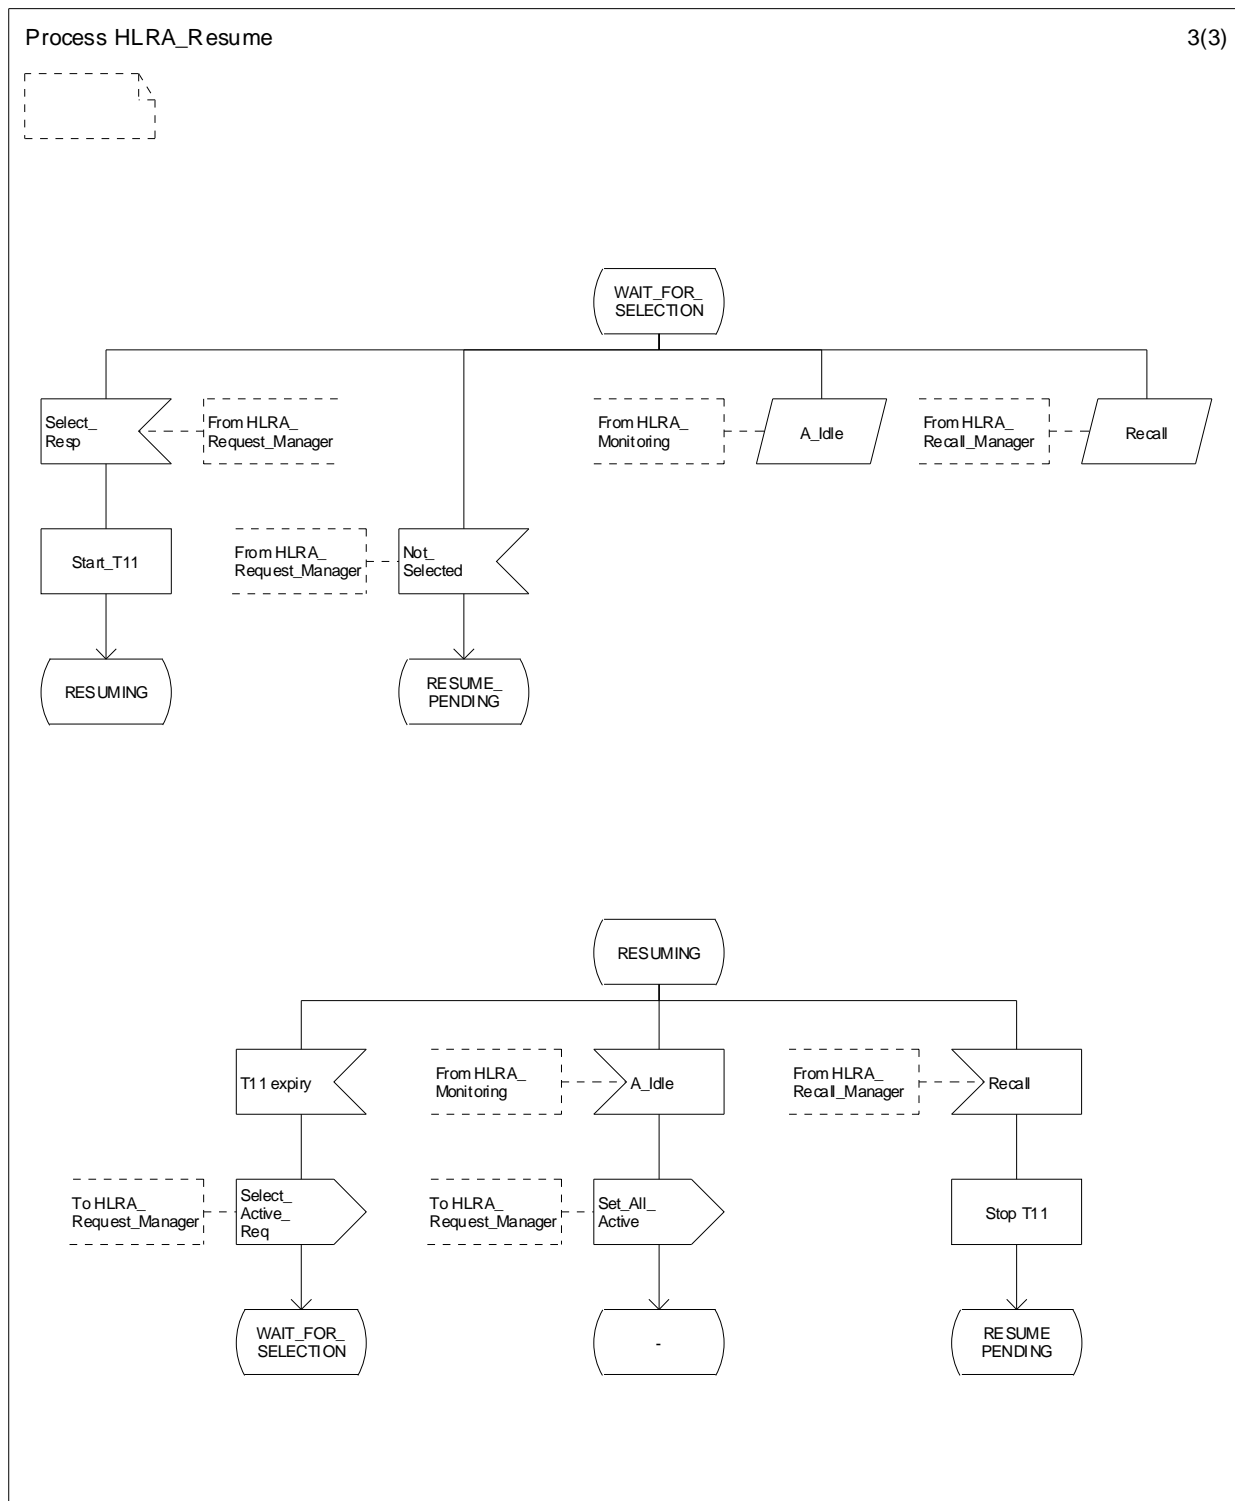 Process HLRA_Resume
3(3)
WAIT_FOR_
SELECTION
Select_
Resp
From HLRA_
Request_Manager
From HLRA_
Monitoring
A_Idle
From HLRA_
Recall_Manager
Recall
Start_T11
From HLRA_
Request_Manager
Not_
Selected
RESUMING
RESUME_
PENDING
RESUMING
T11 expiry
From HLRA_
Monitoring
A_Idle
From HLRA_
Recall_Manager
Recall
To HLRA_
Request_Manager
Select_
Active_
Req
To HLRA_
Request_Manager
Set_All_
Active
Stop T11
WAIT_FOR_
SELECTION
-
RESUME
PENDING